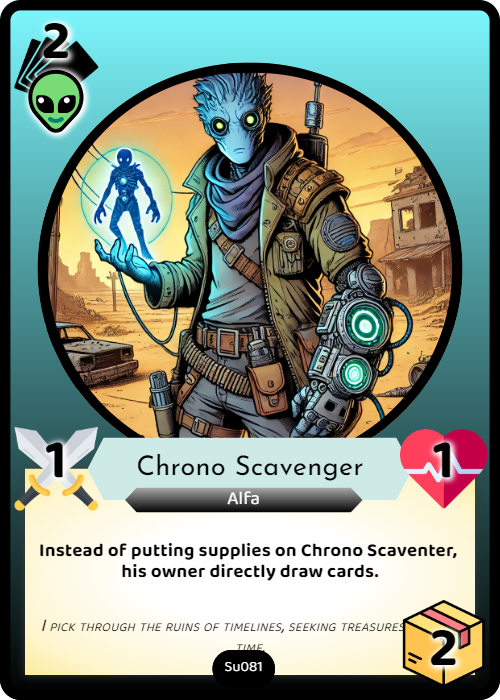 2
1
Chrono Scavenger
1
Alfa
Instead of putting supplies on Chrono Scaventer,
his owner directly draw cards.
I PICK THROUGH THE RUINS OF TIMELINES, SEEKING TREASURES
TIME
2
Su081